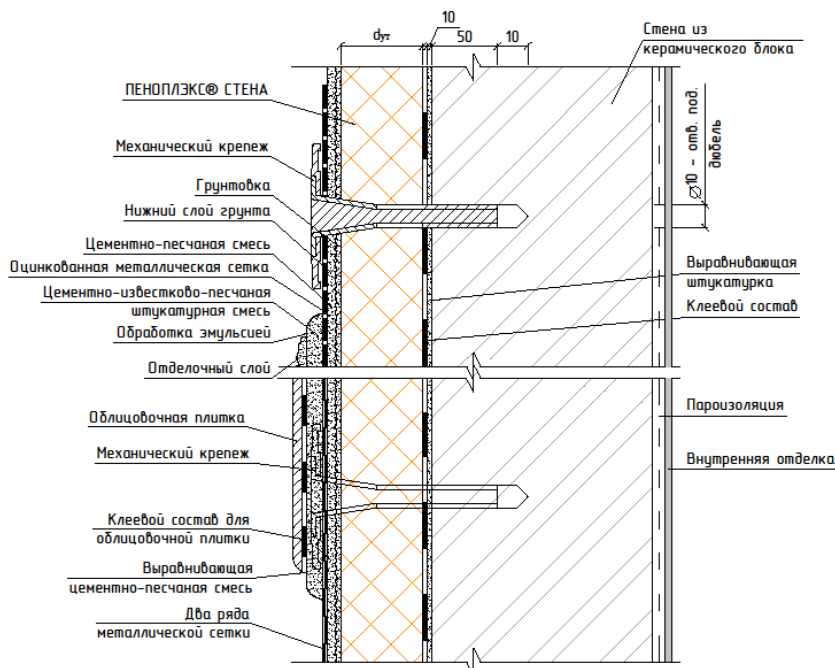 10
dут
50
10
Стена из
керамического блока
ПЕНОПЛЭКС® СТЕНА
Механический крепеж
Грунтовка
Нижний слой грунта
Цементно-песчаная смесь
Оцинкованная металлическая сетка
Цементно-известково-песчаная
штукатурная смесь
Обработка эмульсией
Отделочный слой
Облицовочная плитка
Механический крепеж
Клеевой состав для
облицовочной плитки
Выравнивающая
цементно-песчаная смесь
Два ряда
металлической сетки
∅10 - отв. под.
дюбель
Выравнивающая
штукатурка
Клеевой состав
Пароизоляция
Внутренняя отделка